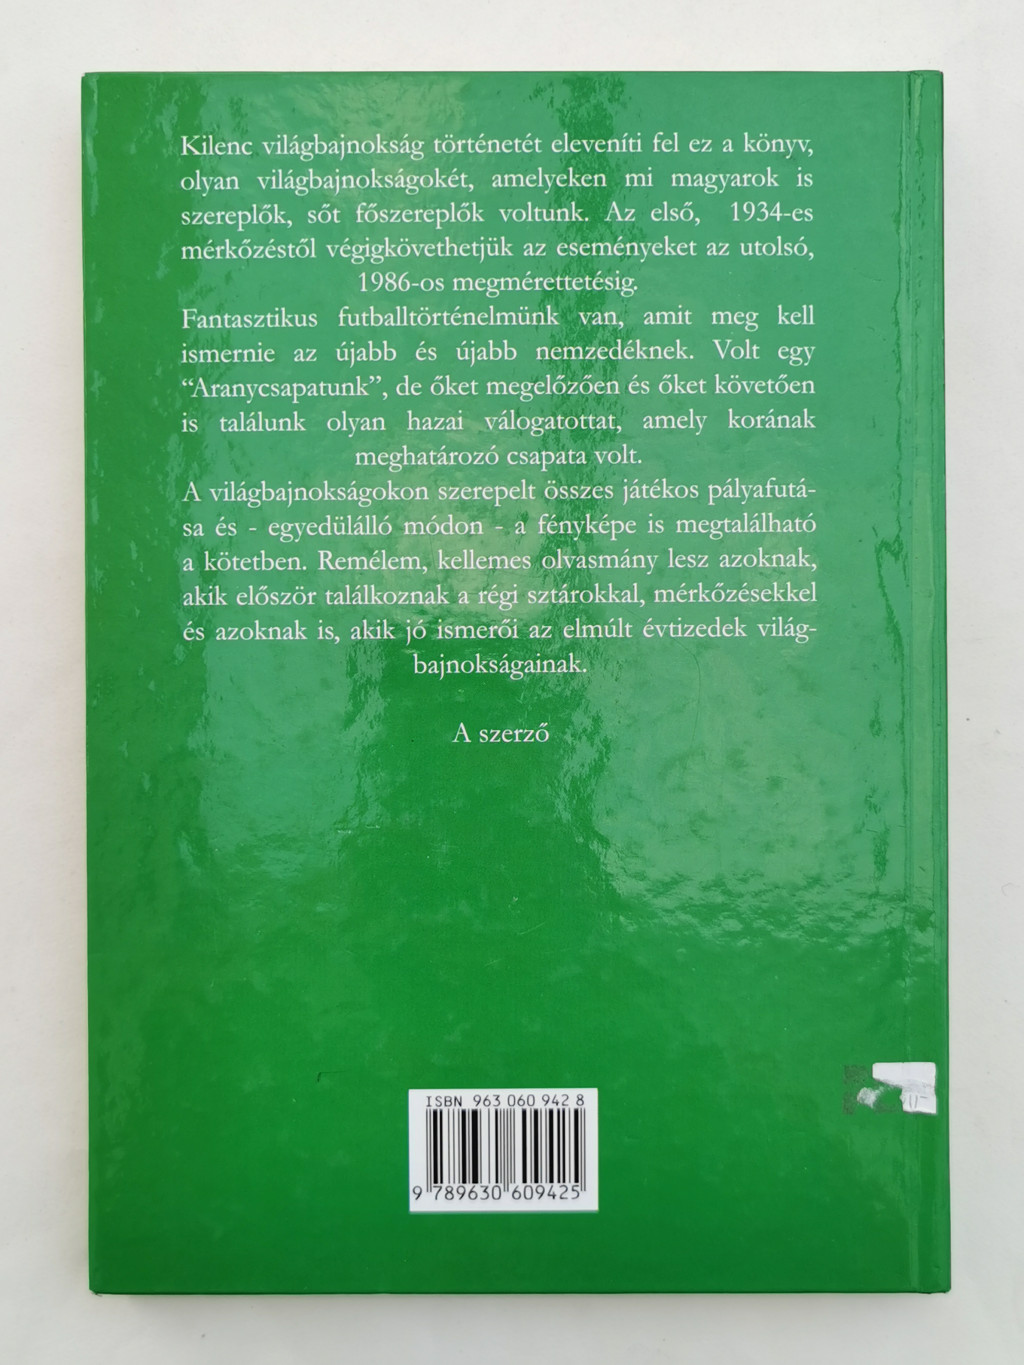 Kilenc világbajnokság történetét eleveníti fel ez a könyv,
olyan világbajnokságokét, amelyeken mi magyarok is
szereplők, sőt főszereplők voltunk. Az első, 1934-es
mérkőzéstől végigkövethetjük az eseményeket az utolsó,
1986-os megmérettetésig.
Fantasztikus futballtörténelmünk van, amit meg kell
ismernie az újabb és újabb nemzedéknek. Volt egy
“Aranycsapatunk”, de őket megelőzően és őket követően
is találunk olyan hazai válogatottat, amely korának
meghatározó csapata volt.
A világbajnokságokon szerepelt összes játékos pályafutá-
sa és - egyedülálló módon - a fényképe is megtalálható
a kötetben. Remélem, kellemes olvasmány lesz azoknak,
akik először találkoznak a régi sztárokkal, mérkőzésekkel
és azoknak is, akik jó ismerői az elmúlt évtizedek világ-
bajnokságainak.
A szerző
ISBN 963 060 942 8
9 789630 609425